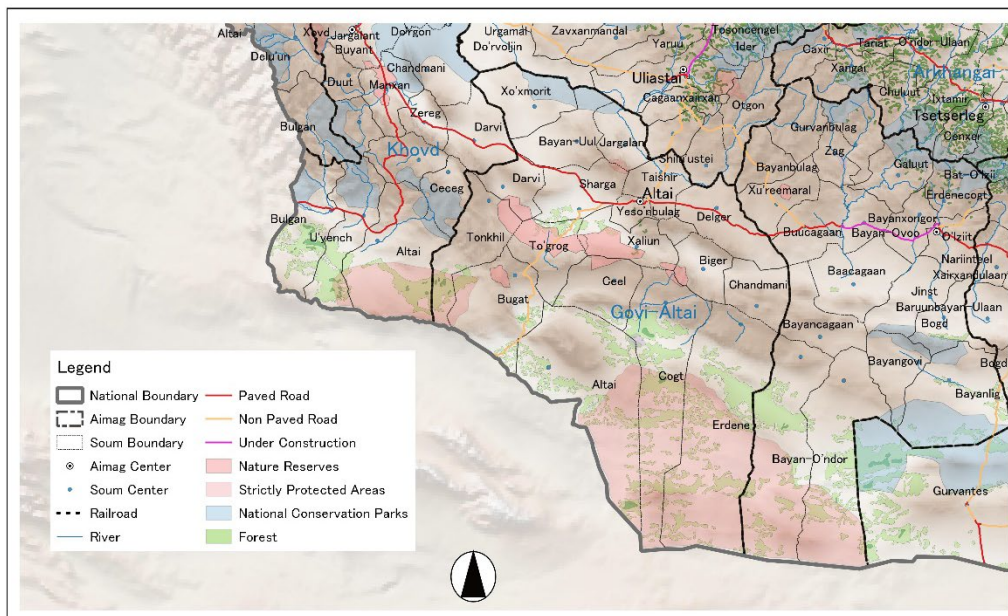 Altai
Xovd
Jargalant
Do'rgon
Urgamal
Zavxanmandal
Tosoncengel
Caxir
Tariat
O'ndor-Ulaan
Buyant
Do'rvoljin
Yaruu
Ider
Delu'un
Chandmani
Xangai
Arkhangai
Duut
Manxan
Uliastai
Chuluut
Ixtamir
Xo'xmorit
Cagaanxairxan
Otgon
Tsetserleg
Zereg
Bulgan
Darvi
Gurvanbulag
Cenxer
Khovd
Bayan-Uul
Jargalan
Zag
Shilu'ustei
Bayanbulag
Galuut
Bat-O'lzii
Ceceg
Darvi
Sharga
Taishir
Xu'reemaral
Erdenecogt
Altai
Bulgan
Yeso'nbulag
Delger
Bayanxongor
U'yench
Buucagaan
Bayan-Ovoo
O'lziit
Altai
Tonkhil
To'grog
Xaliun
Nariinteel
Biger
Baacagaan
Xairxandulaan
Ceel
Chandmani
Jinst
Bugat
Baruunbayan-Ulaan
Govi-Altai
Bayancagaan
Bogd
Bayangovi
Bogd
Altai
Cogt
Bayanlig
Erdene
Bayan-O'ndor
Gurvantes
Legend
National Boundary
Paved Road
Aimag Boundary
Non Paved Road
Soum Boundary
Under Construction
Aimag Center
Nature Reserves
Soum Center
Strictly Protected Areas
Railroad
National Conservation Parks
River
Forest